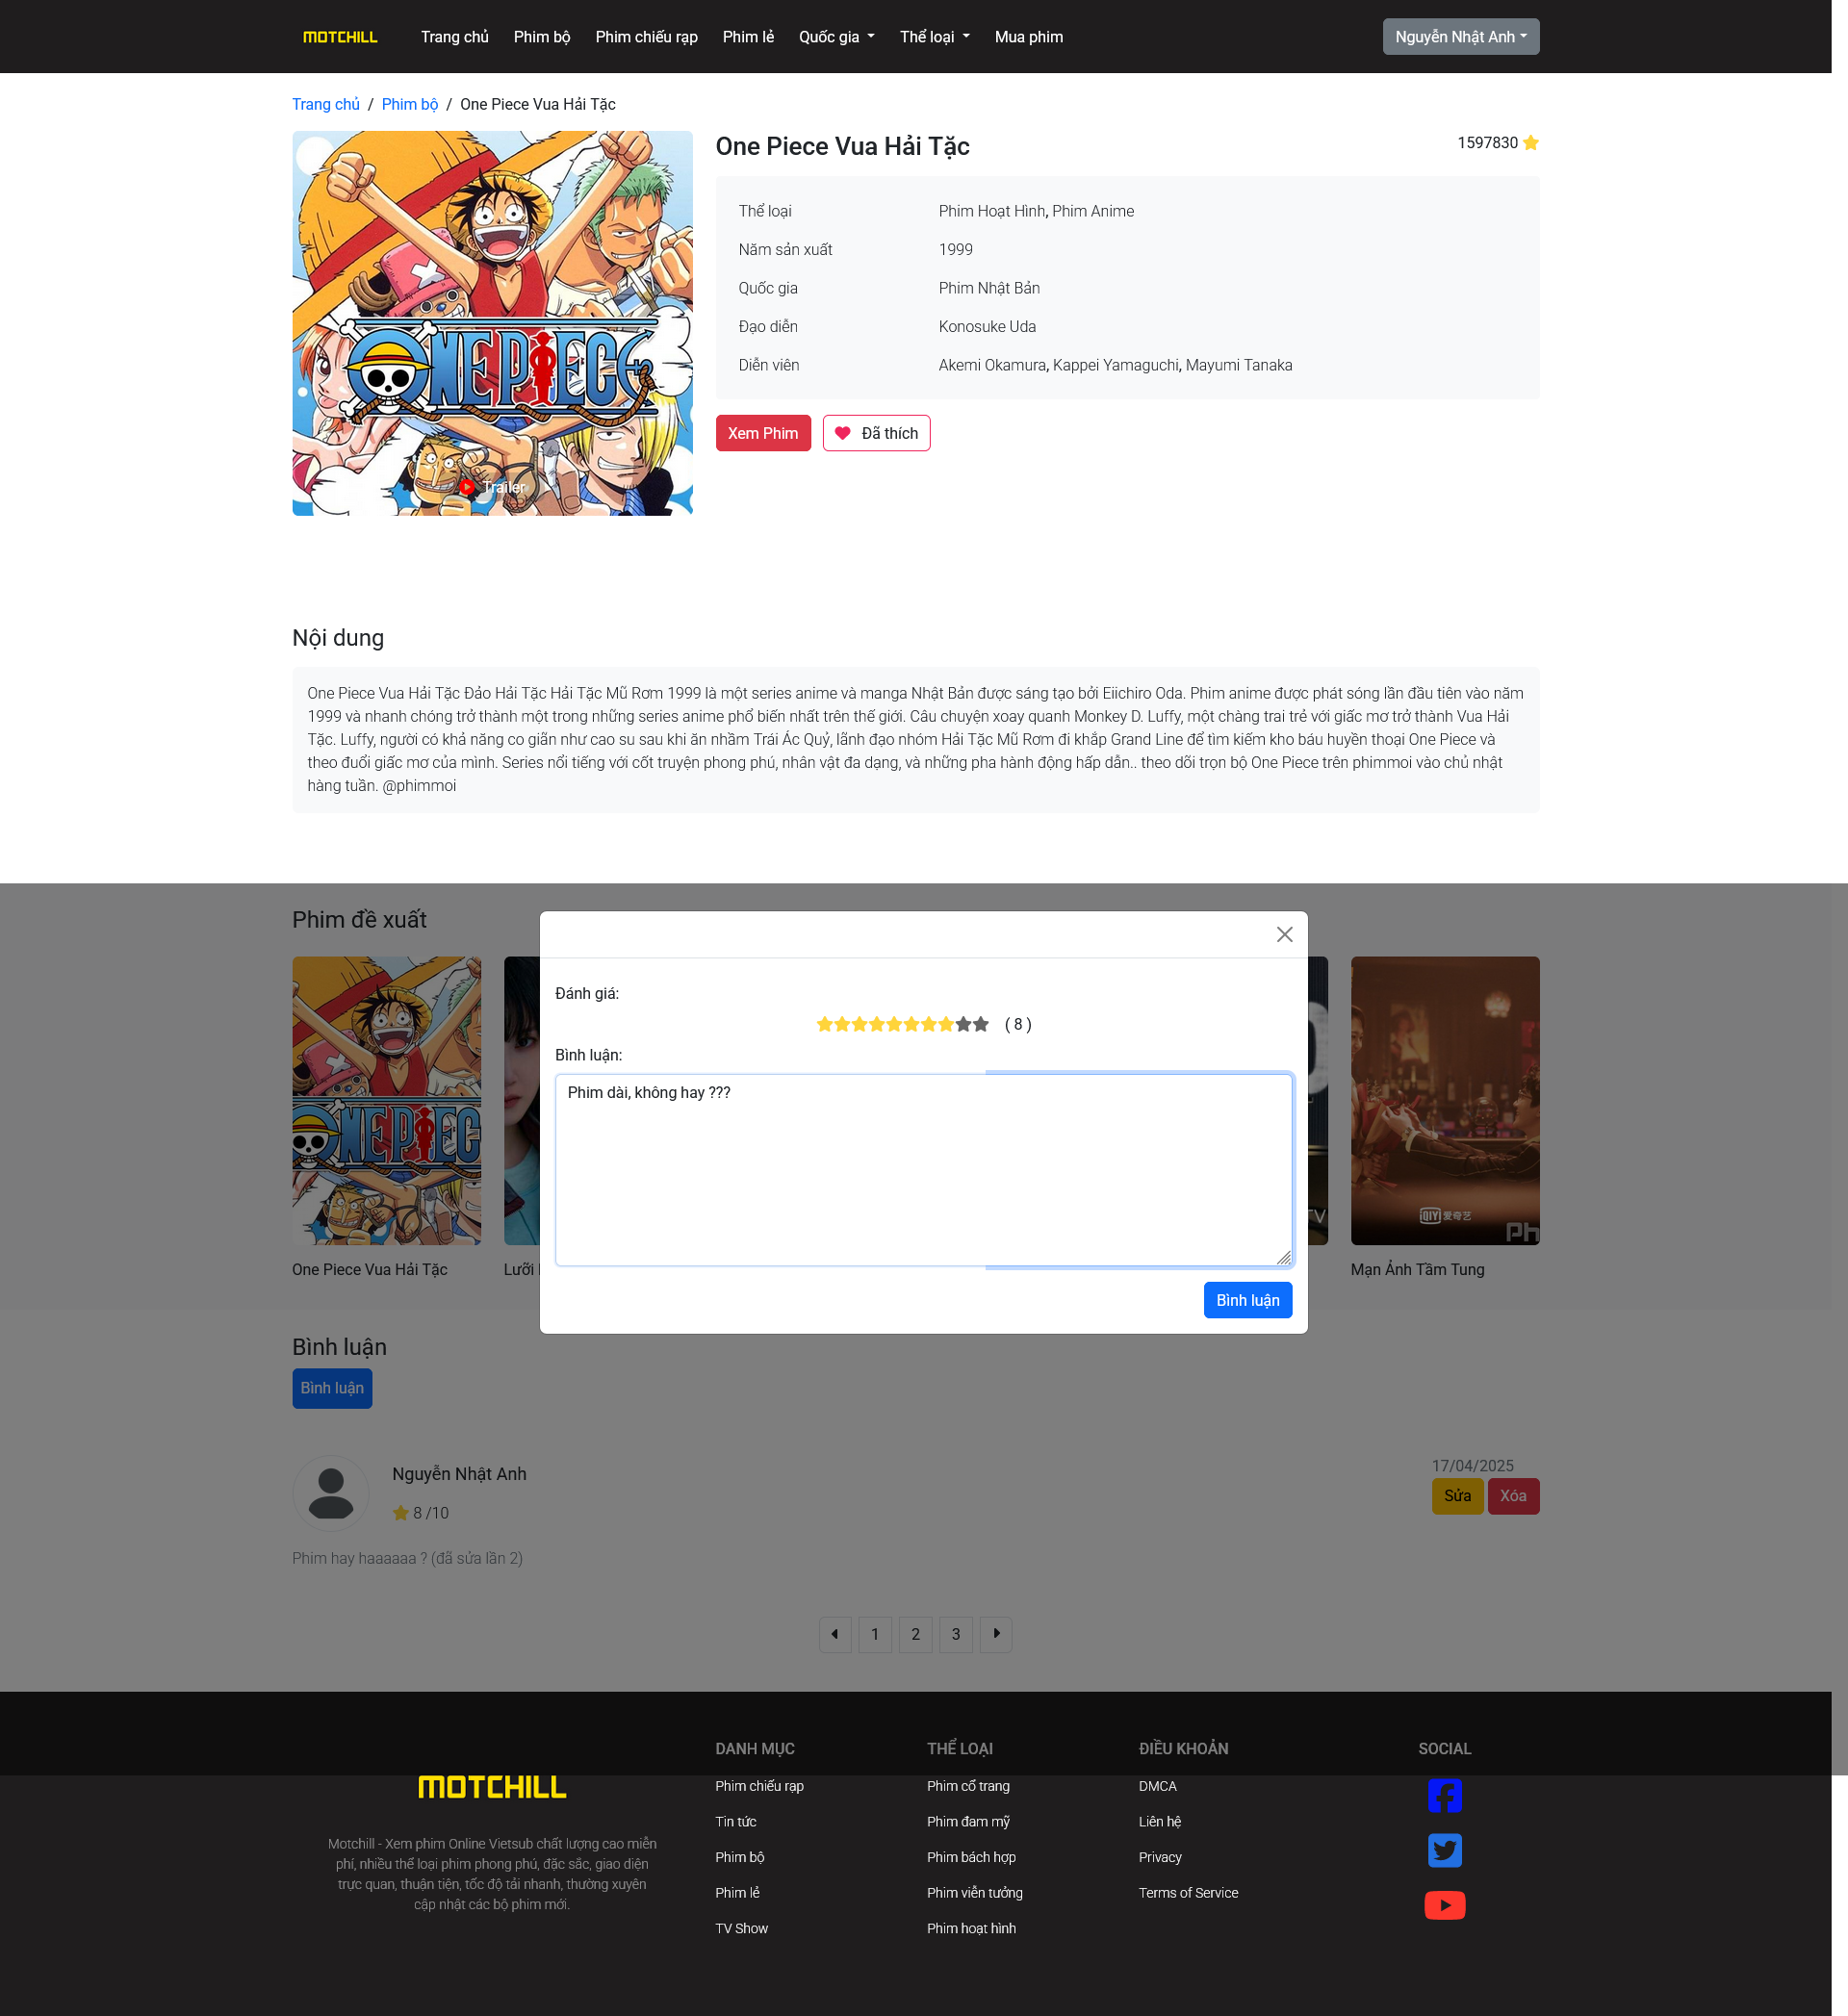 MOTCHILL Trang chủ Phim bộ Phim chiếu rạp Phim lẻ Quốc gia Thể loại Mua phim Nguyễn Nhật Anh
Trang chủ / Phim bộ / One Piece Vua Hải Tặc
One Piece Vua Hải Tặc 1597830
Thể loại Phim Hoạt Hình, Phim Anime
Năm sản xuất 1999
Quốc gia Phim Nhật Bản
Đạo diễn Konosuke Uda
Diễn viên Akemi Okamura, Kappei Yamaguchi, Mayumi Tanaka
ONE PIECE
Xem Phim Đã thích
Trailer
Nội dung
One Piece Vua Hải Tặc Đảo Hải Tặc Hải Tặc Mũ Rơm 1999 là một series anime và manga Nhật Bản được sáng tạo bởi Eiichiro Oda. Phim anime được phát sóng lần đầu tiên vào năm
1999 và nhanh chóng trở thành một trong những series anime phổ biến nhất trên thế giới. Câu chuyện xoay quanh Monkey D. Luffy, một chàng trai trẻ với giấc mơ trở thành Vua Hải
Tặc. Luffy, người có khả năng co giãn như cao su sau khi ăn nhầm Trái Ác Quỷ, lãnh đạo nhóm Hải Tặc Mũ Rơm đi khắp Grand Line để tìm kiếm kho báu huyền thoại One Piece và
theo đuổi giấc mơ của mình. Series nổi tiếng với cốt truyện phong phú, nhân vật đa dạng, và những pha hành động hấp dẫn.. theo dõi trọn bộ One Piece trên phimmoi vào chủ nhật
hàng tuần. @phimmoi
Phim đề xuất
Đánh giá:
( 8 )
Bình luận:
Phim dài, không hay ???
Bình luận
ONE PIEC
TV
iQIYI 爱奇艺
Ph
One Piece Vua Hải Tặc Lưỡi Mạn Ảnh Tầm Tung
Bình luận
Bình luận
Nguyễn Nhật Anh 17/04/2025
8 /10 Sửa Xóa
Phim hay haaaaaa ? (đã sửa lần 2)
1 2 3
DANH MỤC THỂ LOẠI ĐIỀU KHOẢN SOCIAL
MOTCHILL
Motchill - Xem phim Online Vietsub chất lượng cao miễn
phí, nhiều thể loại phim phong phú, đặc sắc, giao diện
trực quan, thuận tiện, tốc độ tải nhanh, thường xuyên
cập nhật các bộ phim mới.
Phim chiếu rạp Phim cổ trang DMCA
Tin tức Phim đam mỹ Liên hệ
Phim bộ Phim bách hợp Privacy
Phim lẻ Phim viễn tưởng Terms of Service
TV Show Phim hoạt hình